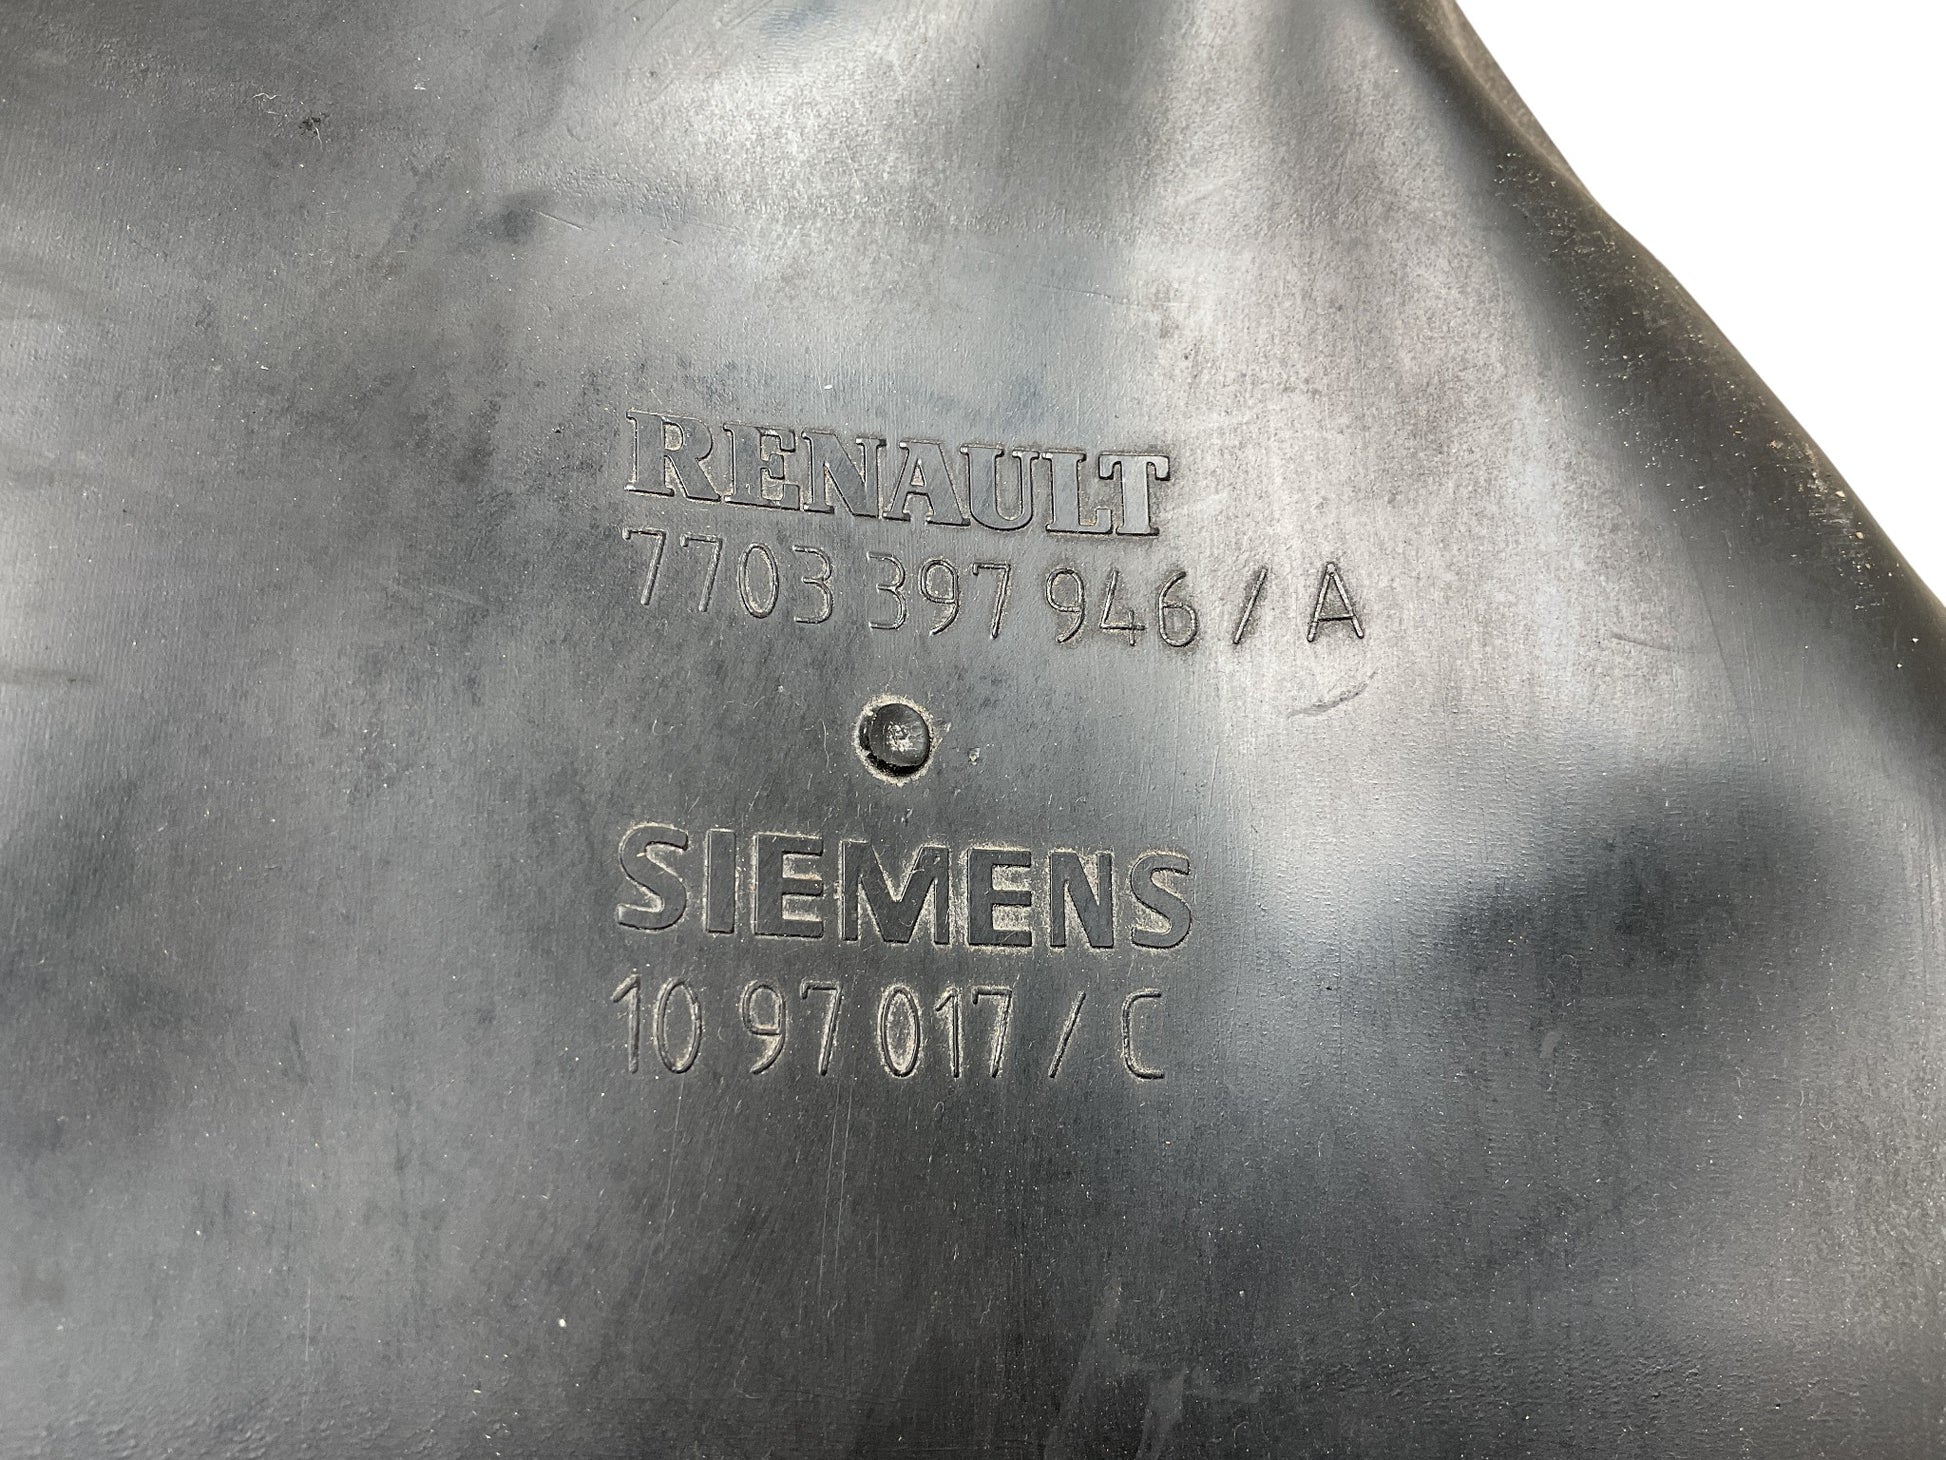 RENAULT
7703 397 946 / A
SIEMENS
10 97 017 / C